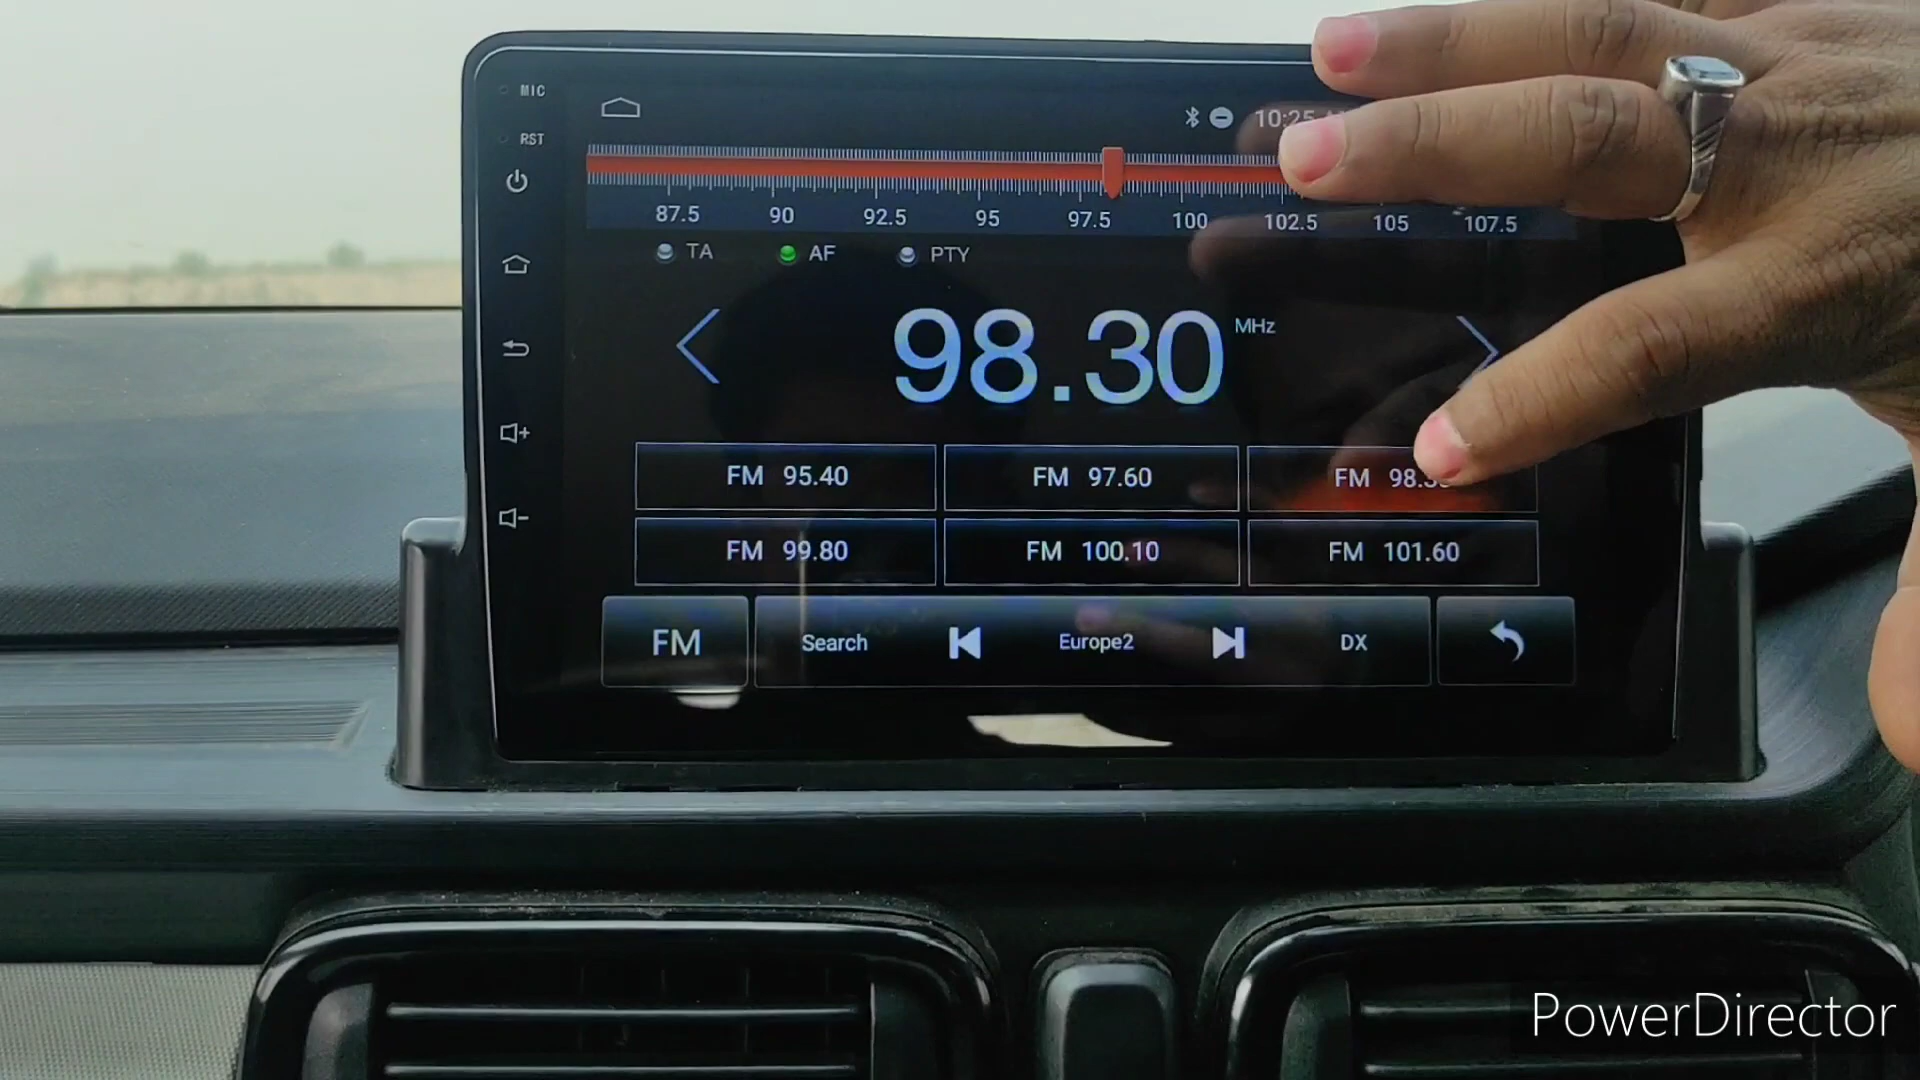 MIC
RST
10:25
87.5 90 92.5 95 97.5 100 102.5 105 107.5
TA AF PTY
98.30 MHz
FM 95.40 FM 97.60 FM 98.30
FM 99.80 FM 100.10 FM 101.60
FM Search Europe2 DX
PowerDirector